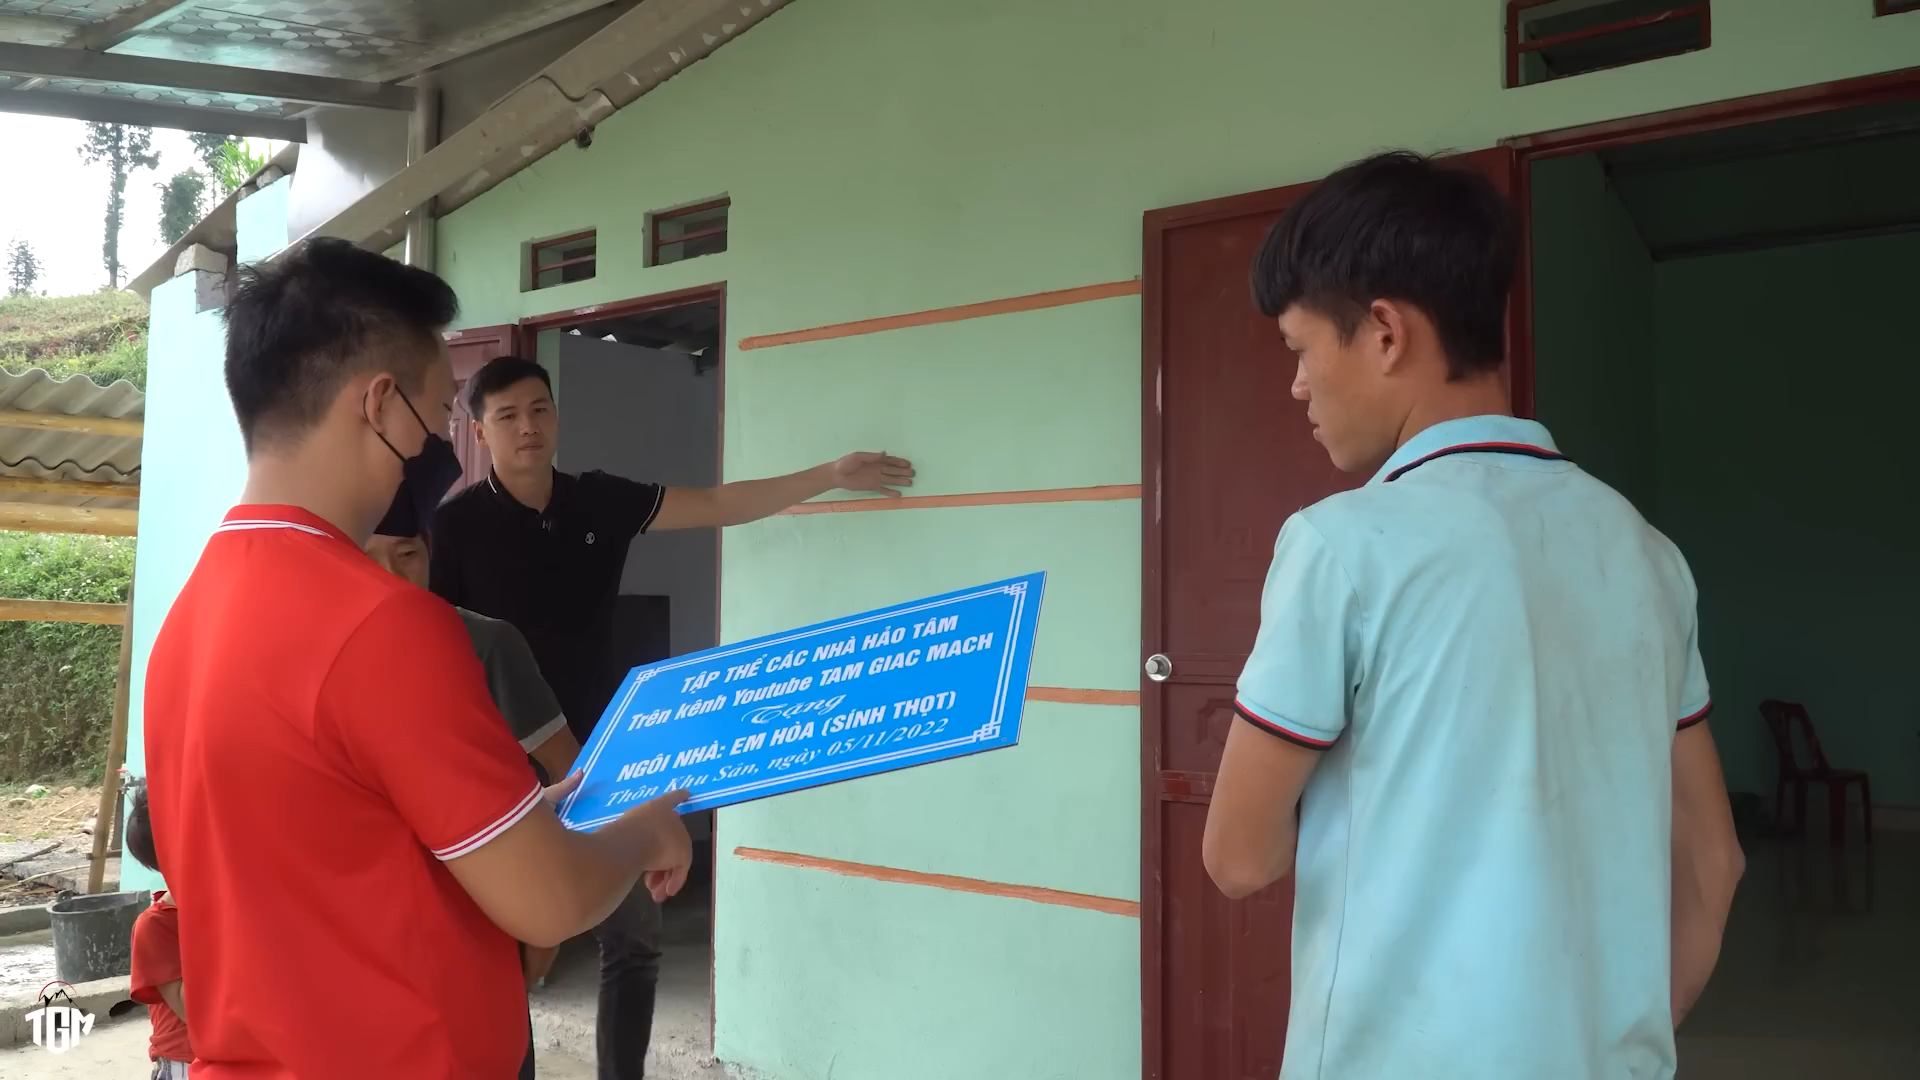 TẬP THỂ CÁC NHÀ HẢO TÂM
Trên kênh Youtube TAM GIAC MACH
Tặng
NGÔI NHÀ: EM HÒA (SÍNH THỌT)
Thôn Khu Sán, ngày 05/11/2022
TGM